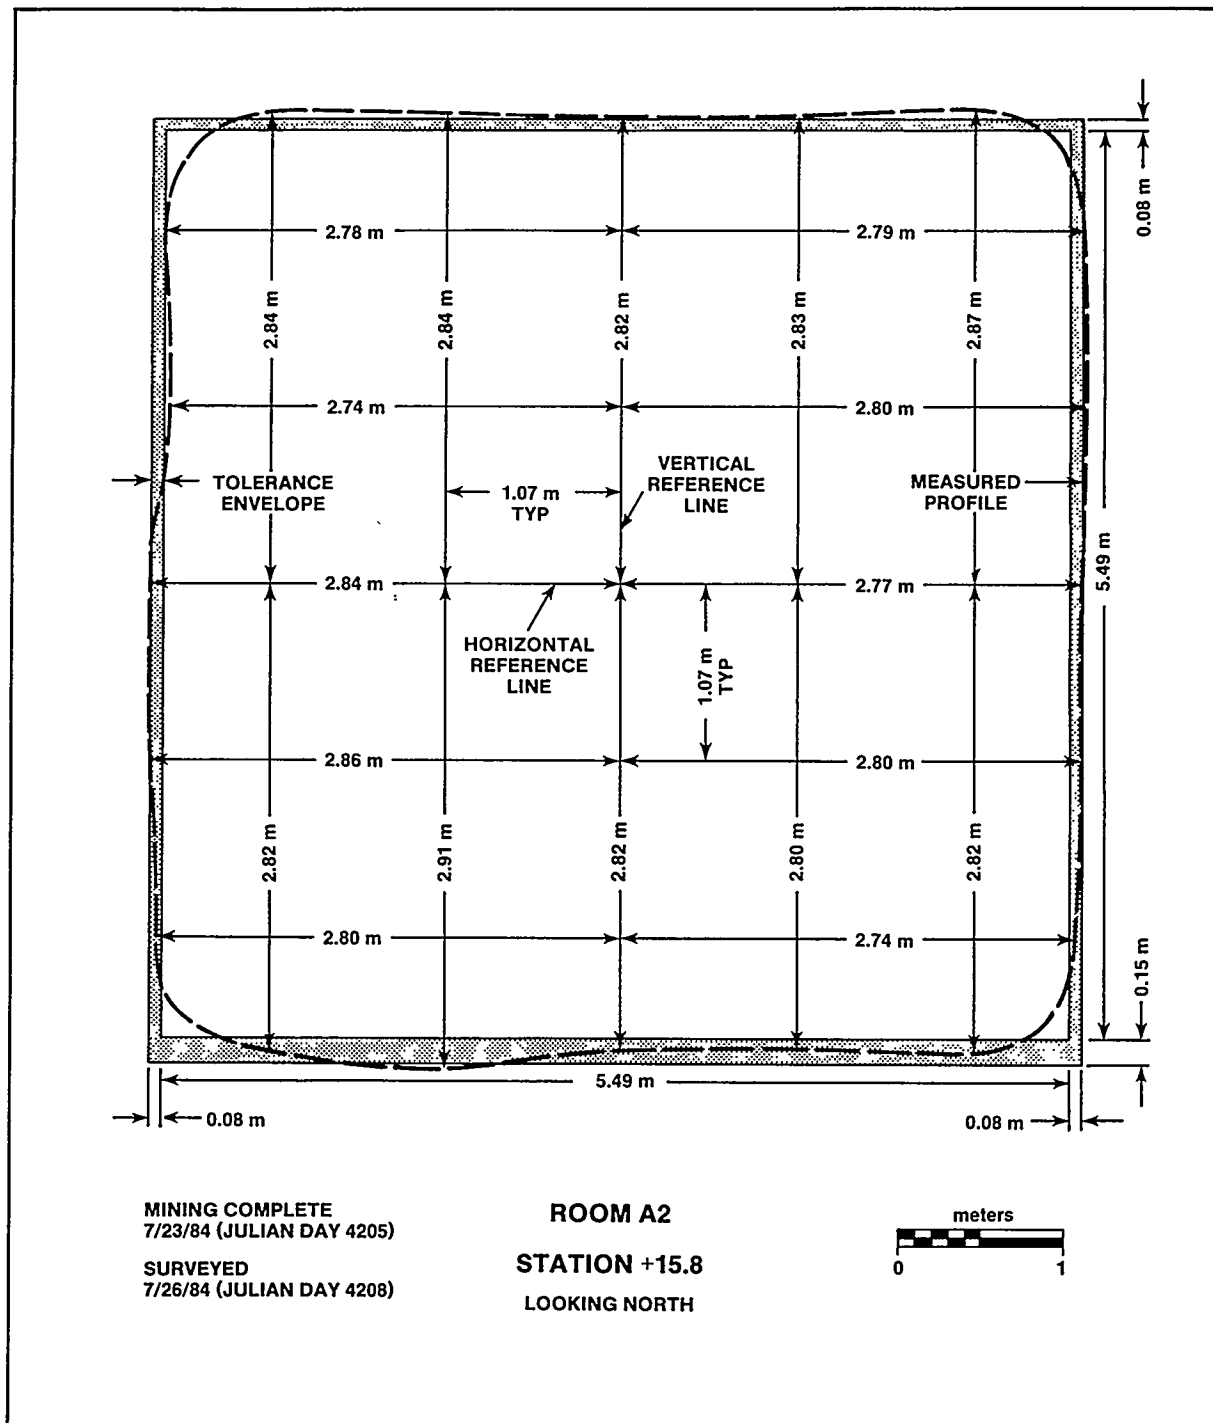 0.08 m
2.78 m
2.79 m
2.84 m
2.84 m
2.82 m
2.83 m
2.87 m
2.74 m
2.80 m
TOLERANCE
ENVELOPE
1.07 m
TYP
VERTICAL
REFERENCE
LINE
MEASURED
PROFILE
5.49 m
2.84 m
2.77 m
HORIZONTAL
REFERENCE
LINE
1.07 m
TYP
2.86 m
2.80 m
2.82 m
2.91 m
2.82 m
2.80 m
2.82 m
2.80 m
2.74 m
0.15 m
5.49 m
0.08 m
0.08 m
MINING COMPLETE
7/23/84 (JULIAN DAY 4205)
SURVEYED
7/26/84 (JULIAN DAY 4208)
ROOM A2
STATION +15.8
LOOKING NORTH
meters
0 1